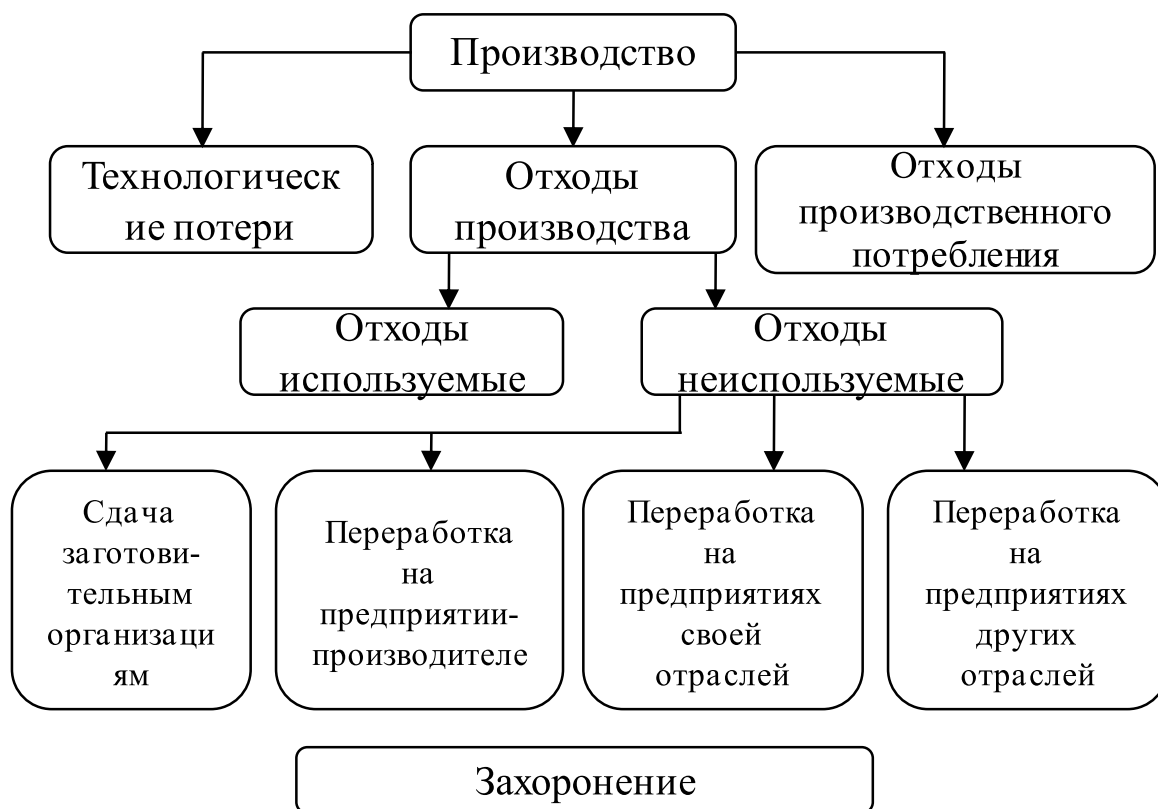 Производство
Технологическ
ие потери
Отходы
производства
Отходы
производственного
потребления
Отходы
используемые
Отходы
неиспользуемые
Сдача
заготови-
тельным
организаци
ям
Переработка
на
предприятии-
производителе
Переработка
на
предприятиях
своей
отраслей
Переработка
на
предприятиях
других
отраслей
Захоронение